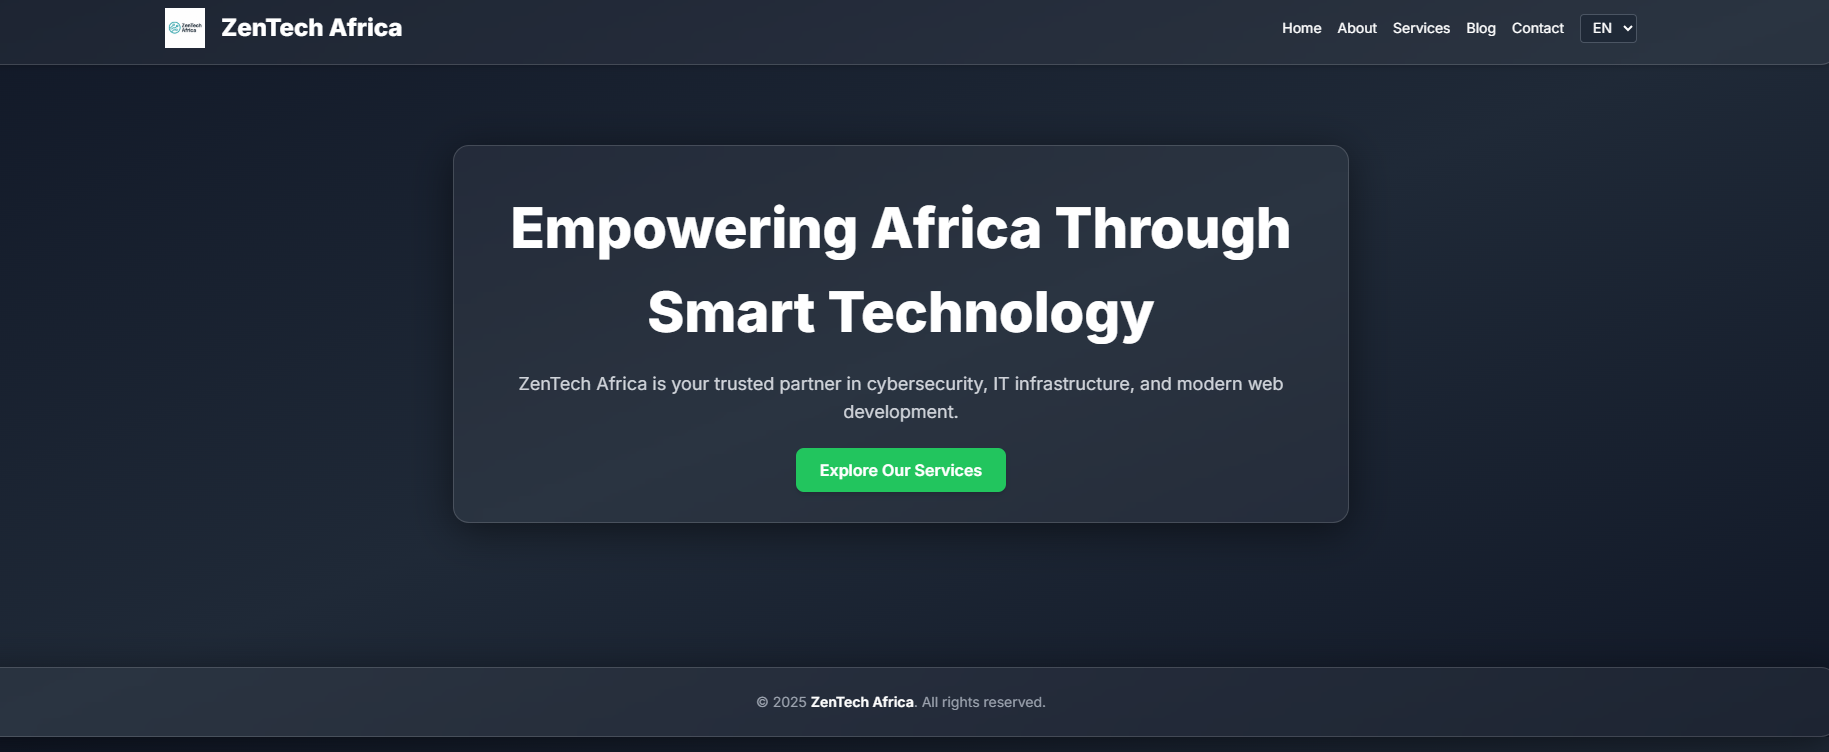 ZenTech
Africa
ZenTech Africa
Home About Services Blog Contact EN
Empowering Africa Through
Smart Technology
ZenTech Africa is your trusted partner in cybersecurity, IT infrastructure, and modern web
development.
Explore Our Services
© 2025 ZenTech Africa. All rights reserved.